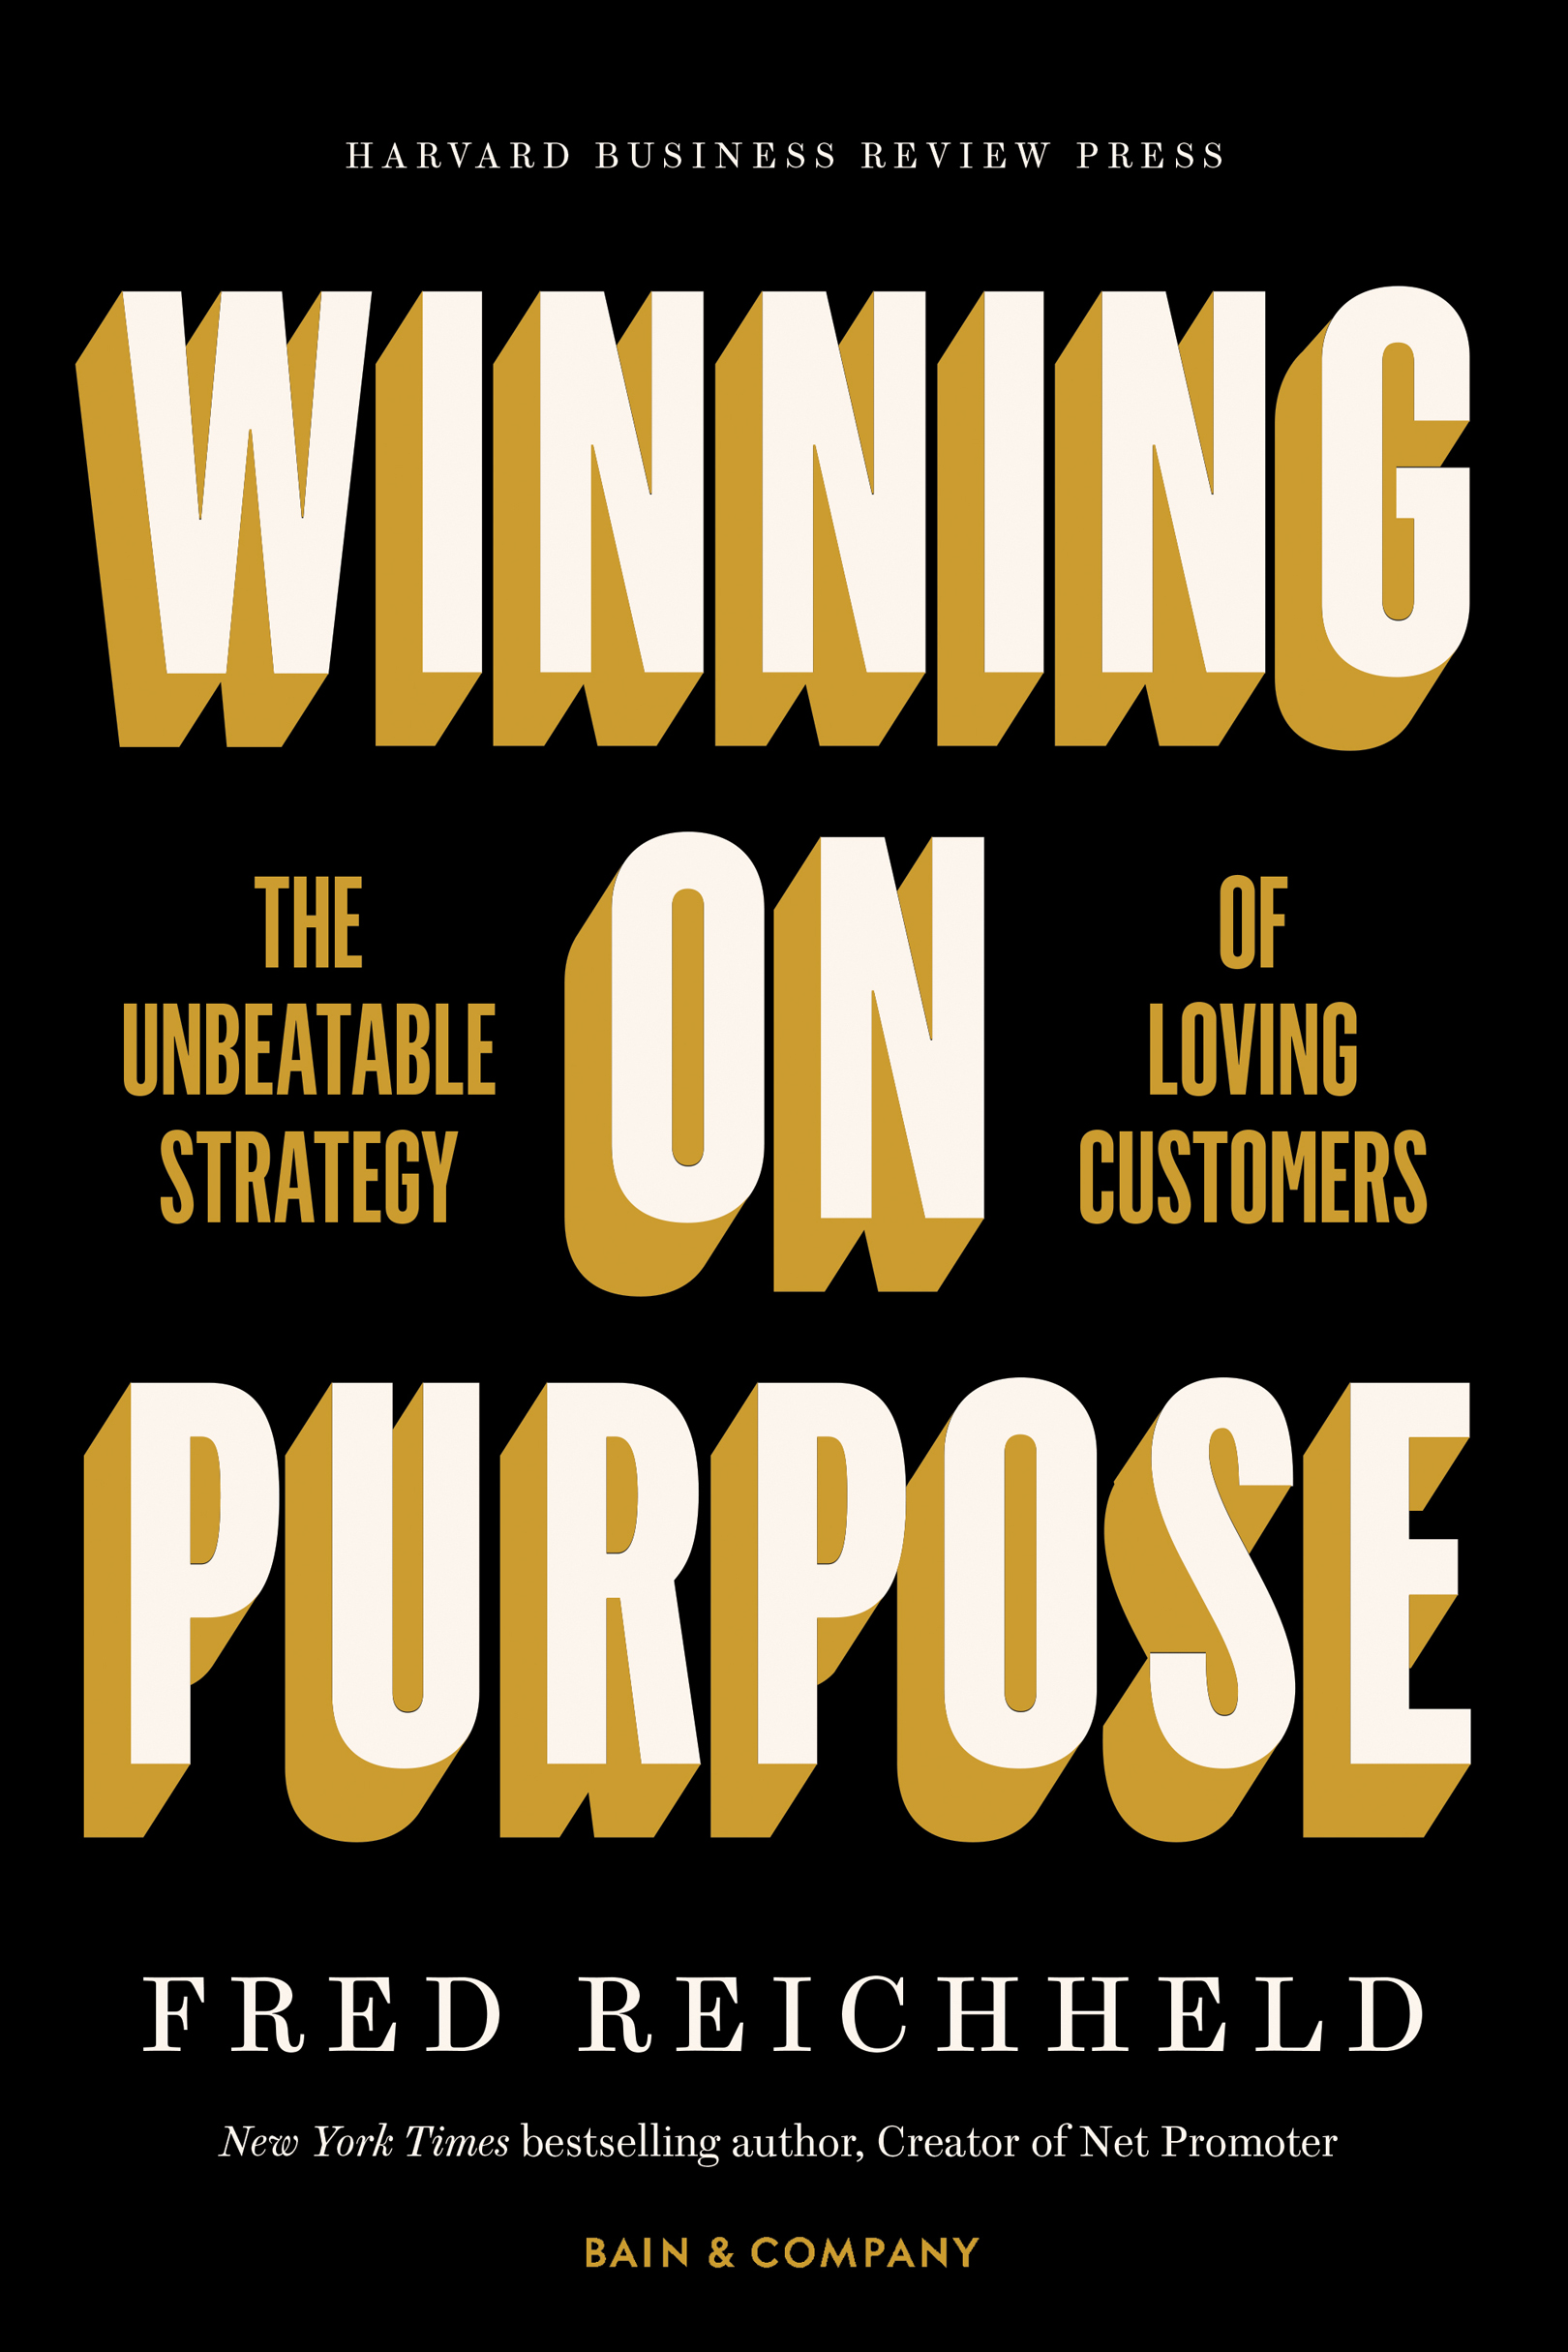 HARVARD BUSINESS REVIEW PRESS
WINNING
THE
UNBEATABLE
STRATEGY
ON
OF
LOVING
CUSTOMERS
PURPOSE
FRED REICHHELD
New York Times bestselling author, Creator of Net Promoter
BAIN & COMPANY